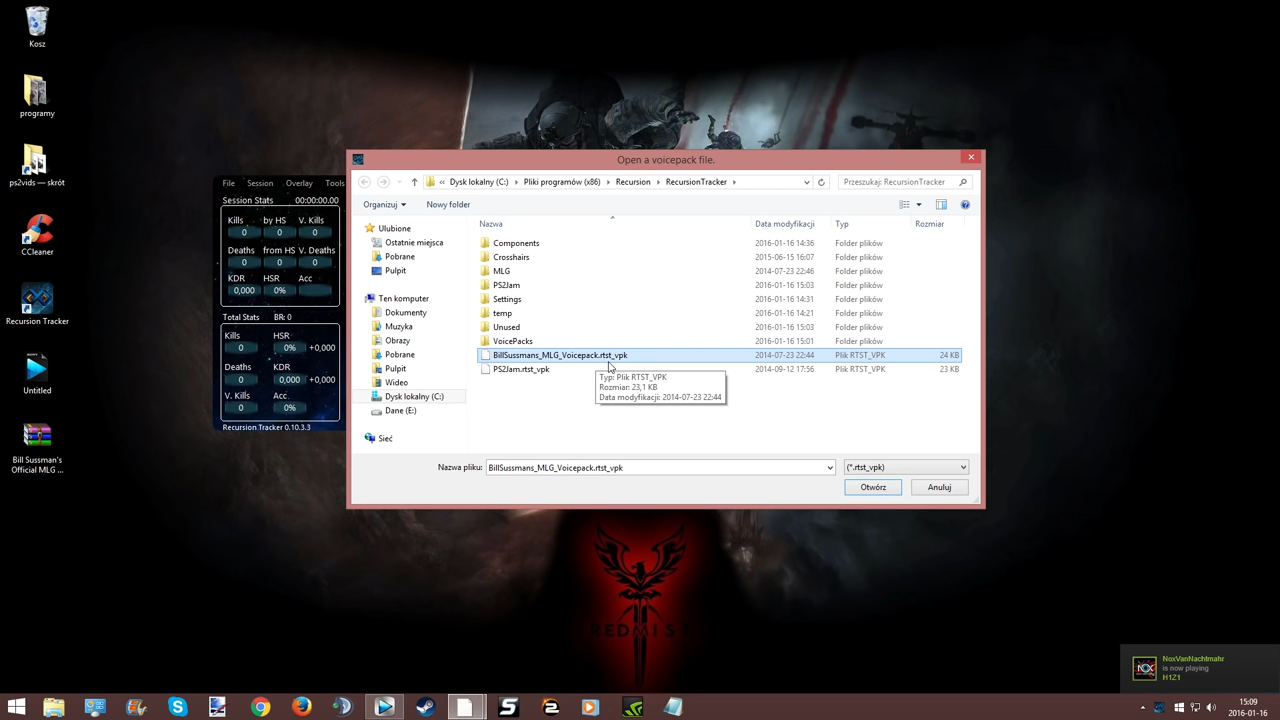 Kosz
programy
ps2vids — skrót
CCleaner
Recursion Tracker
Untitled
Bill Sussman's
Official MLG ...
File Session Overlay Tools
Session Stats 00:00:00.00
Kills by HS V. Kills
0 0 0
Deaths from HS V. Deaths
0 0 0
KDR HSR Acc
0,000 0%
Total Stats BR: 0
Kills HSR
0 0% +0,000
Deaths KDR
0 0 +0,000
V. Kills Acc
0 0%
Recursion Tracker 0.10.3.3
Open a voicepack file.
« Dysk lokalny (C:) Pliki programów (x86) Recursion RecursionTracker
Przeszukaj: RecursionTracker
Organizuj New folder
Ulubione
Ostatnie miejsca
Pobrane
Pulpit
Ten komputer
Dokumenty
Muzyka
Obrazy
Pobrane
Pulpit
Wideo
Dysk lokalny (C:)
Dane (E:)
Sieć
Nazwa Data modyfikacji Typ Rozmiar
Components 2016-01-16 14:36 Folder plików
Crosshairs 2015-06-15 16:07 Folder plików
MLG 2014-07-23 22:46 Folder plików
PS2Jam 2016-01-16 15:03 Folder plików
Settings 2016-01-16 14:31 Folder plików
temp 2016-01-16 14:21 Folder plików
Unused 2016-01-16 15:03 Folder plików
VoicePacks 2016-01-16 15:01 Folder plików
BillSussmans_MLG_Voicepack.rtst_vpk 2014-07-23 22:44 Plik RTST_VPK 24 KB
PS2Jam.rtst_vpk 2014-09-12 17:56 Plik RTST_VPK 23 KB
Typ: Plik RTST_VPK
Rozmiar: 23,1 KB
Data modyfikacji: 2014-07-23 22:44
Nazwa pliku: BillSussmans_MLG_Voicepack.rtst_vpk (*.rtst_vpk)
Otwórz Anuluj
NoxVanNachtmahr
is now playing
H1Z1
15:09
2016-01-16